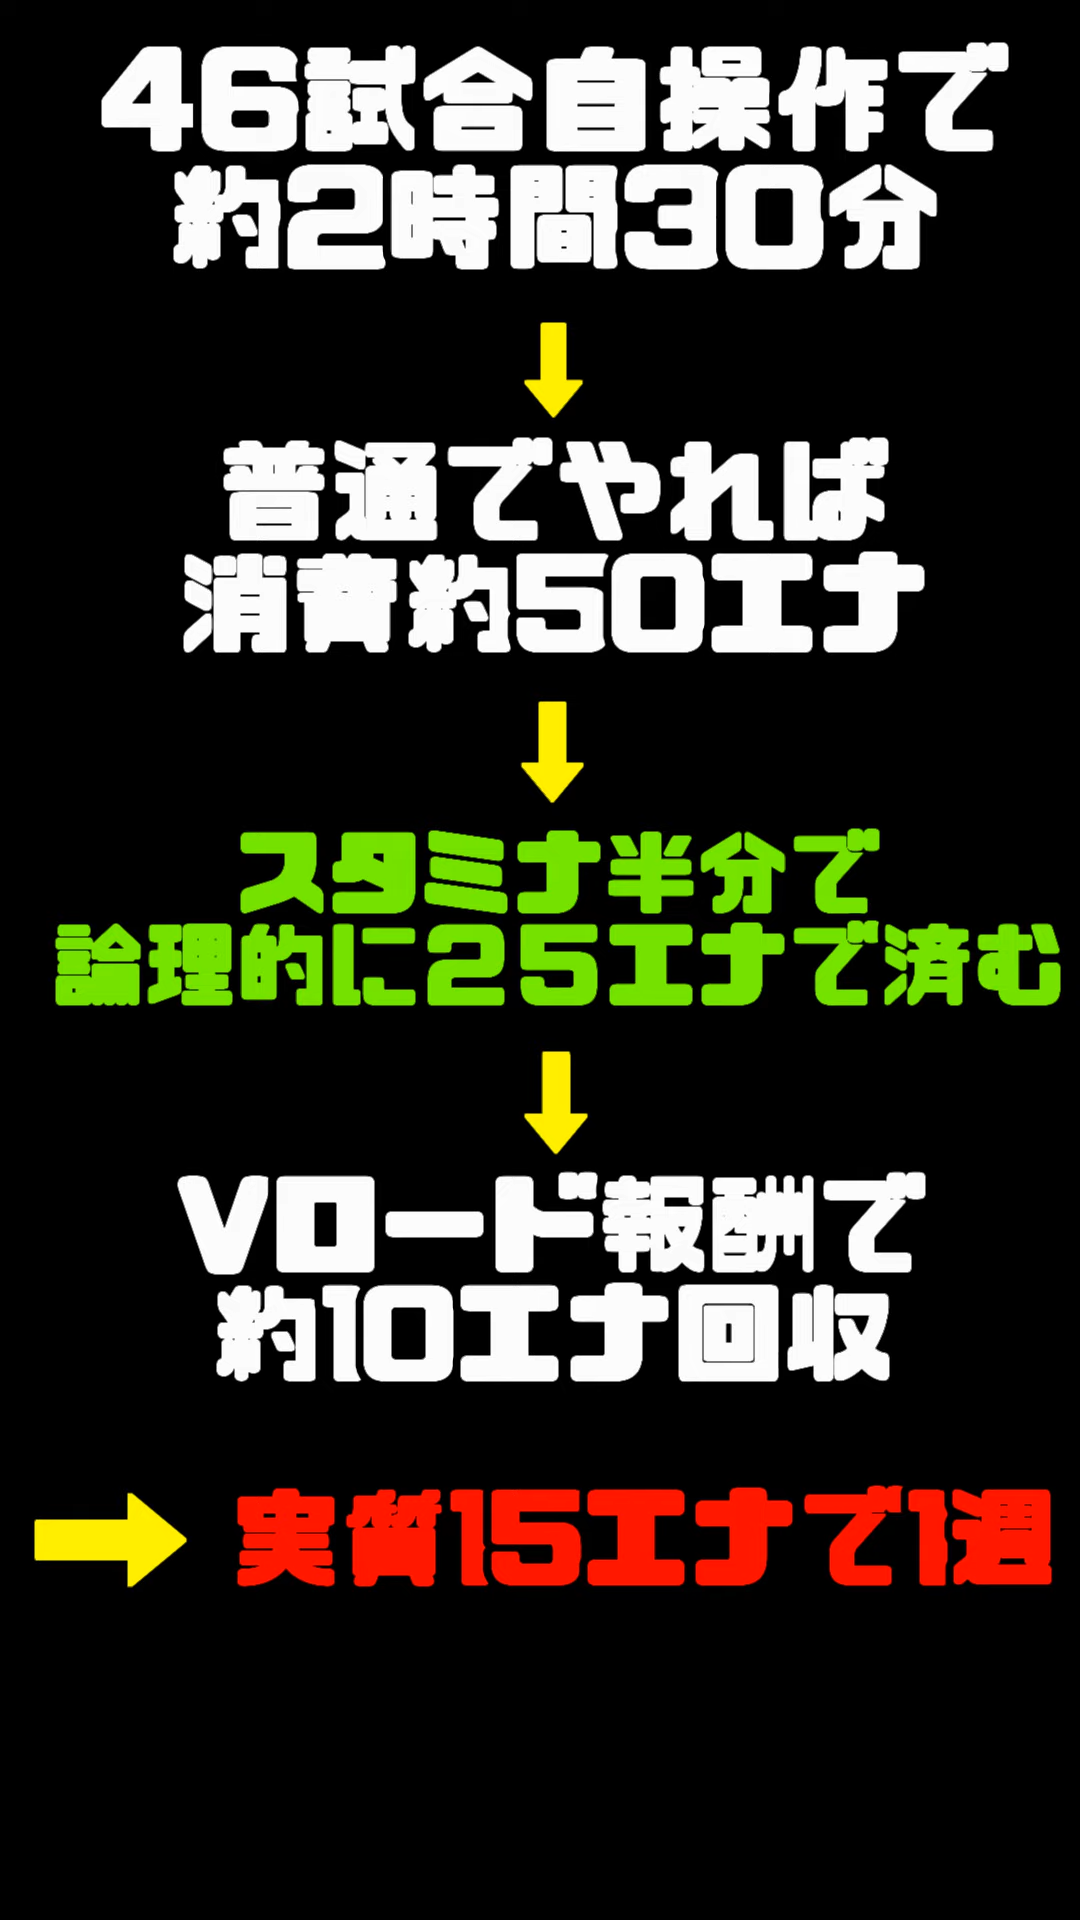 46試合自操作で
約2時間30分
普通でやれば
消費約50エナ
スタミナ半分で
論理的に25エナで済む
Vロード報酬で
約10エナ回収
実質15エナで1週